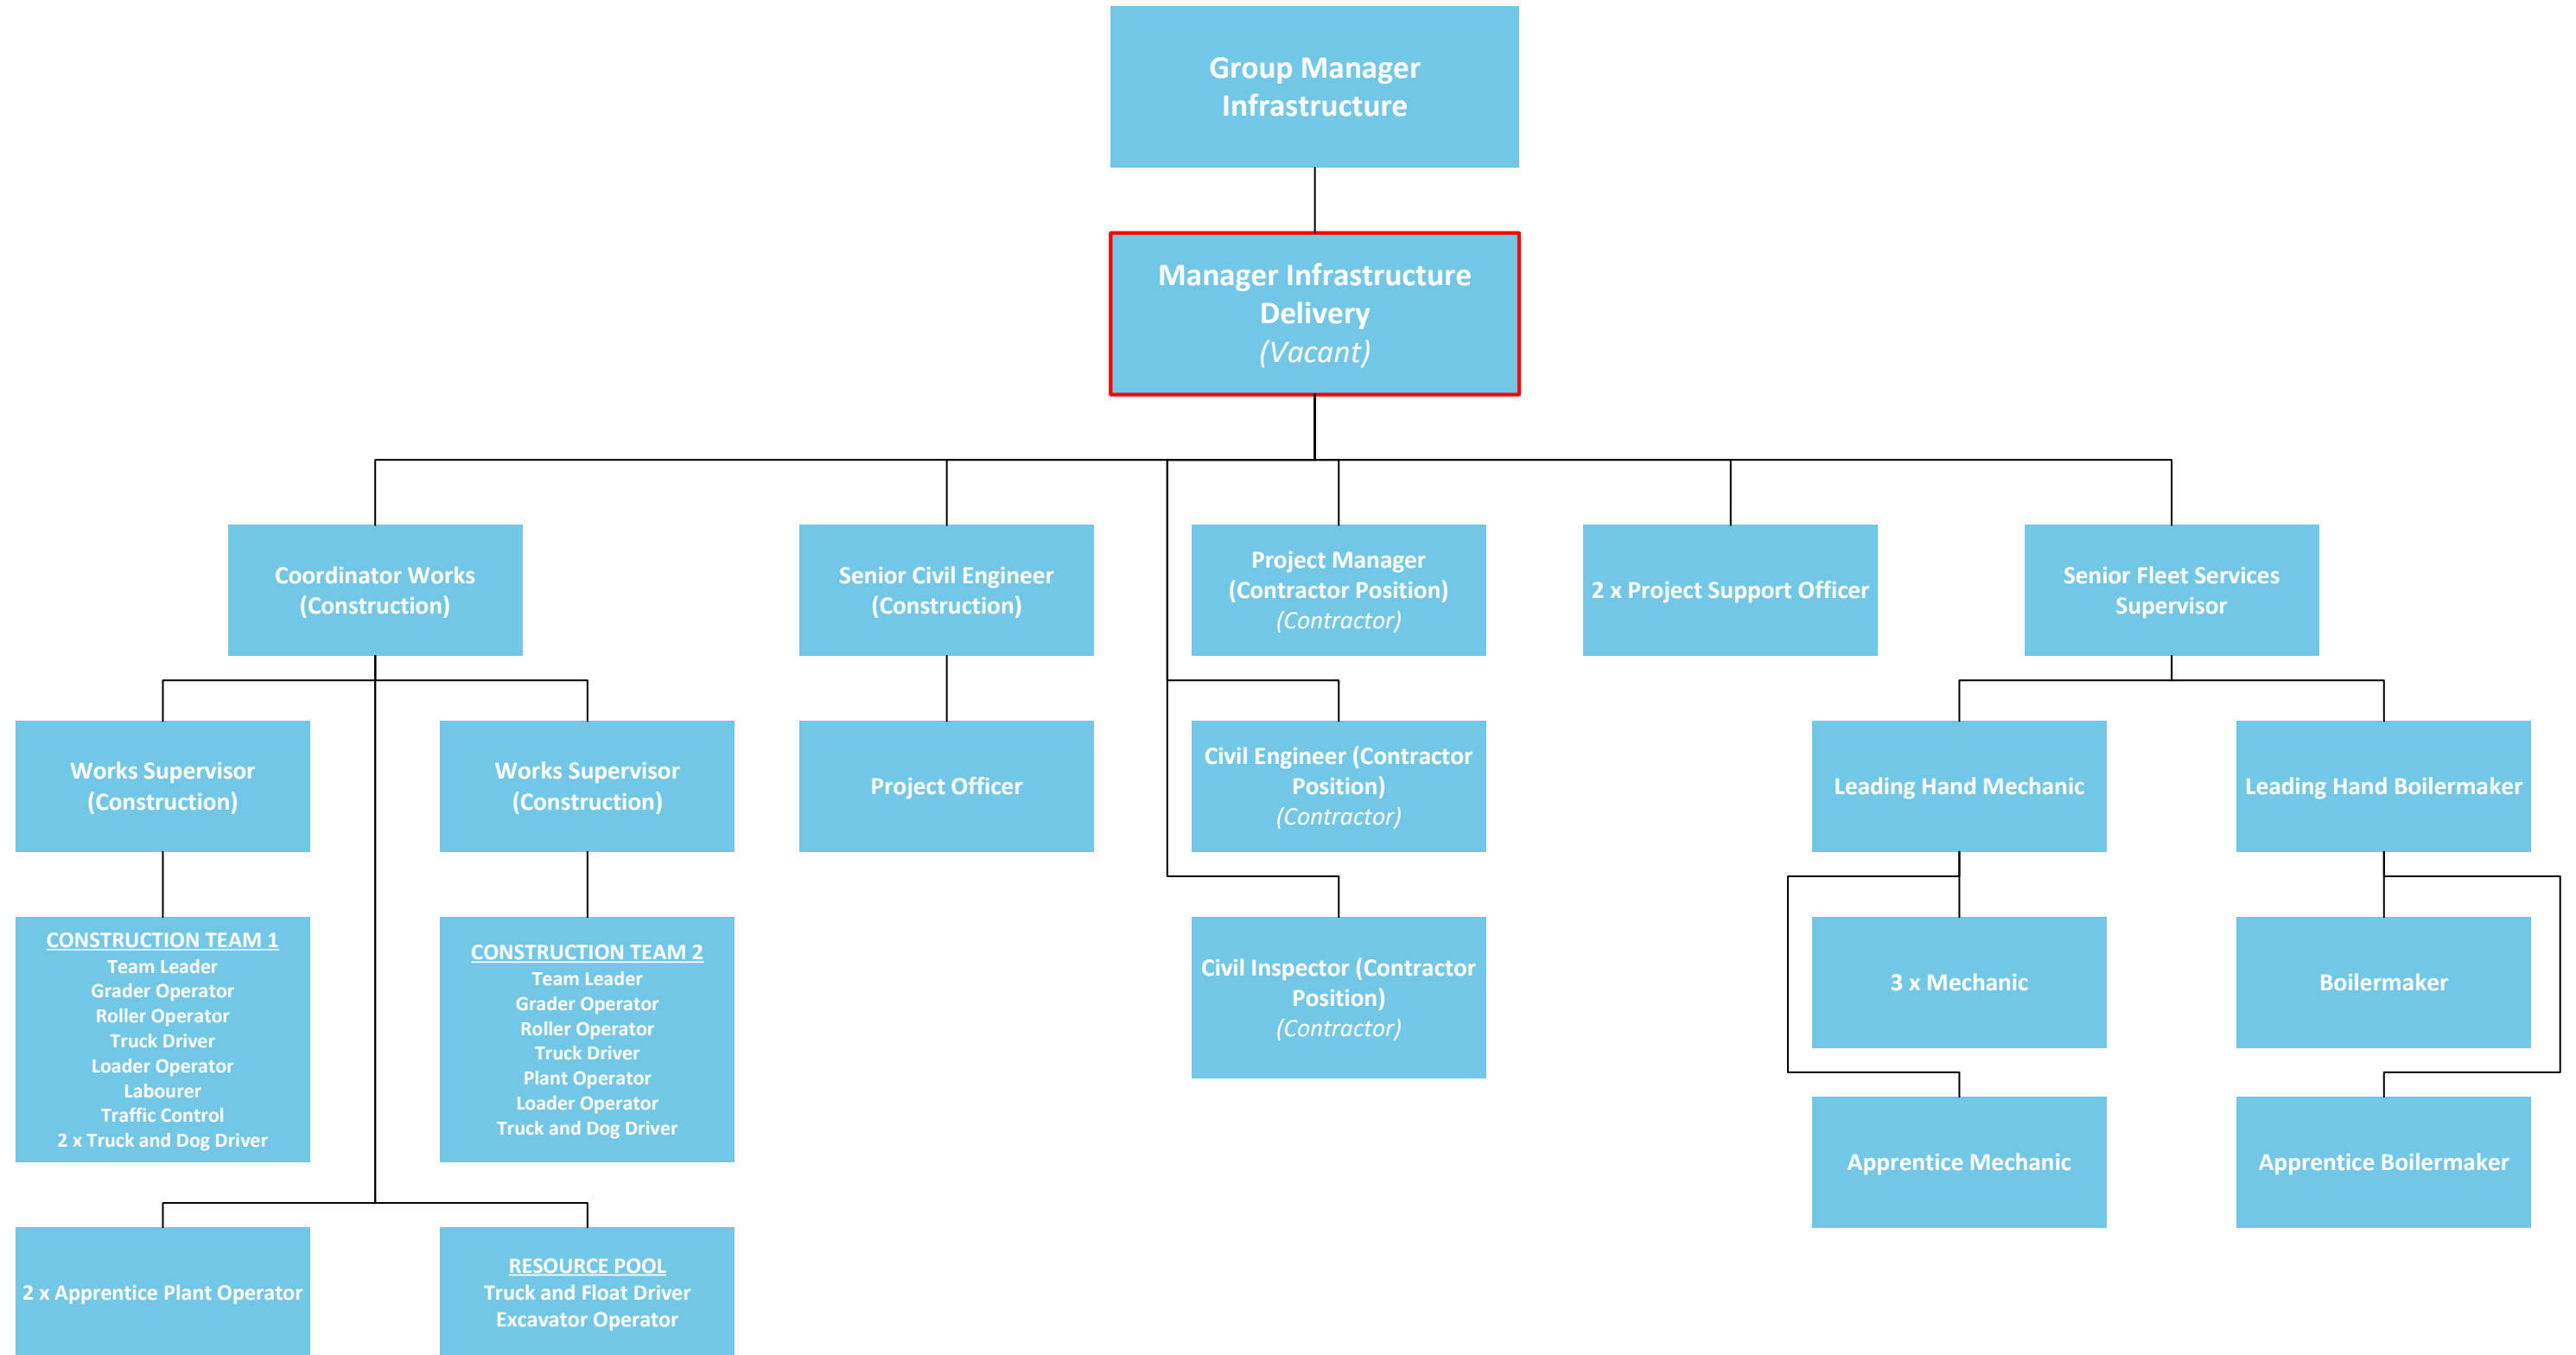 Group Manager
Infrastructure
Manager Infrastructure
Delivery
(Vacant)
Coordinator Works
(Construction)
Senior Civil Engineer
(Construction)
Project Manager
(Contractor Position)
(Contractor)
2 x Project Support Officer
Senior Fleet Services
Supervisor
Works Supervisor
(Construction)
Works Supervisor
(Construction)
Project Officer
Civil Engineer (Contractor
Position)
(Contractor)
Leading Hand Mechanic
Leading Hand Boilermaker
CONSTRUCTION TEAM 1
Team Leader
Grader Operator
Roller Operator
Truck Driver
Loader Operator
Labourer
Traffic Control
2 x Truck and Dog Driver
CONSTRUCTION TEAM 2
Team Leader
Grader Operator
Roller Operator
Truck Driver
Plant Operator
Loader Operator
Truck and Dog Driver
Civil Inspector (Contractor
Position)
(Contractor)
3 x Mechanic
Boilermaker
Apprentice Mechanic
Apprentice Boilermaker
2 x Apprentice Plant Operator
RESOURCE POOL
Truck and Float Driver
Excavator Operator